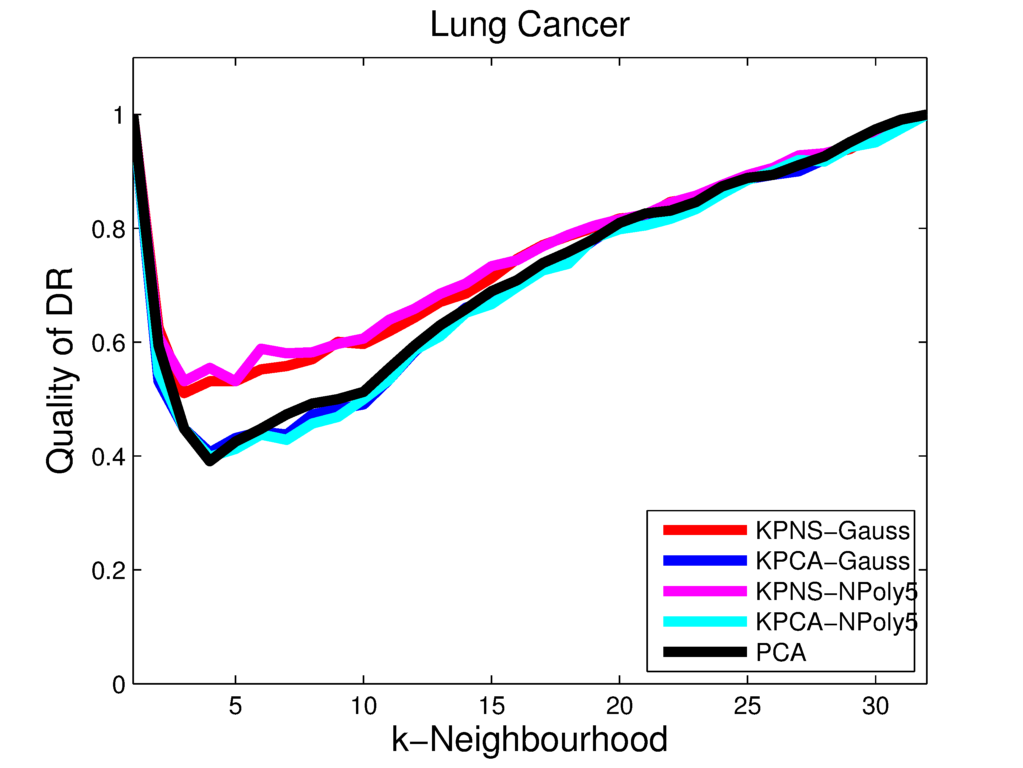 Lung Cancer
Quality of DR
1
0.8
0.6
0.4
0.2
0
5 10 15 20 25 30
k−Neighbourhood
KPNS−Gauss
KPCA−Gauss
KPNS−NPoly5
KPCA−NPoly5
PCA